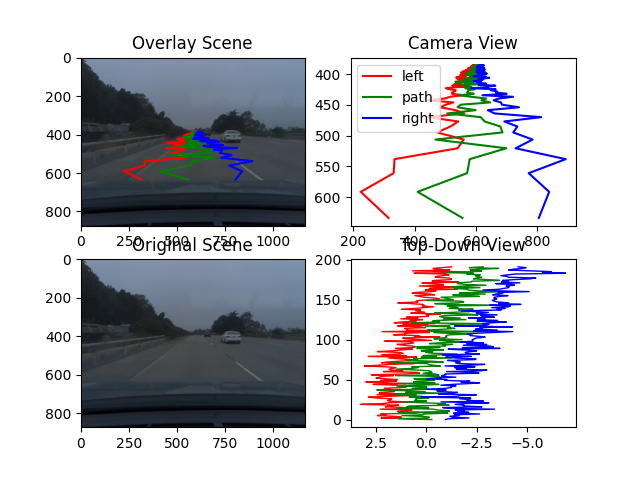 Overlay Scene
0
200
400
600
800
0 250 500 750 1000
Camera View
left
path
right
400
450
500
550
600
200 400 600 800
Original Scene
0
200
400
600
800
0 250 500 750 1000
Top-Down View
200
150
100
50
0
2.5 0.0 −2.5 −5.0